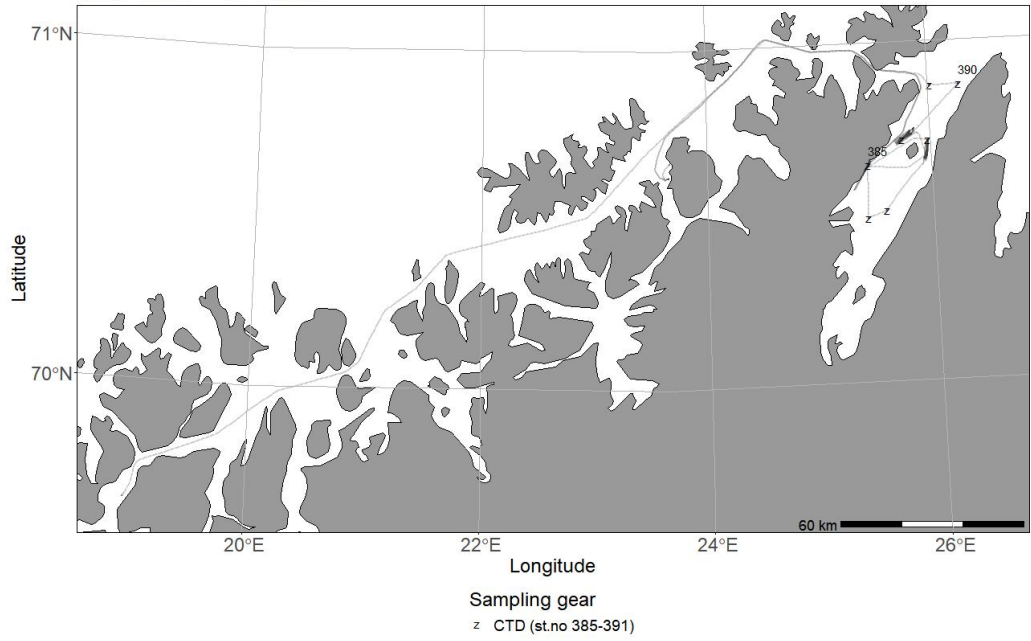 71°N
390
385
Latitude
70°N
60 km
20°E
22°E
24°E
26°E
Longitude
Sampling gear
z CTD (st.no 385-391)